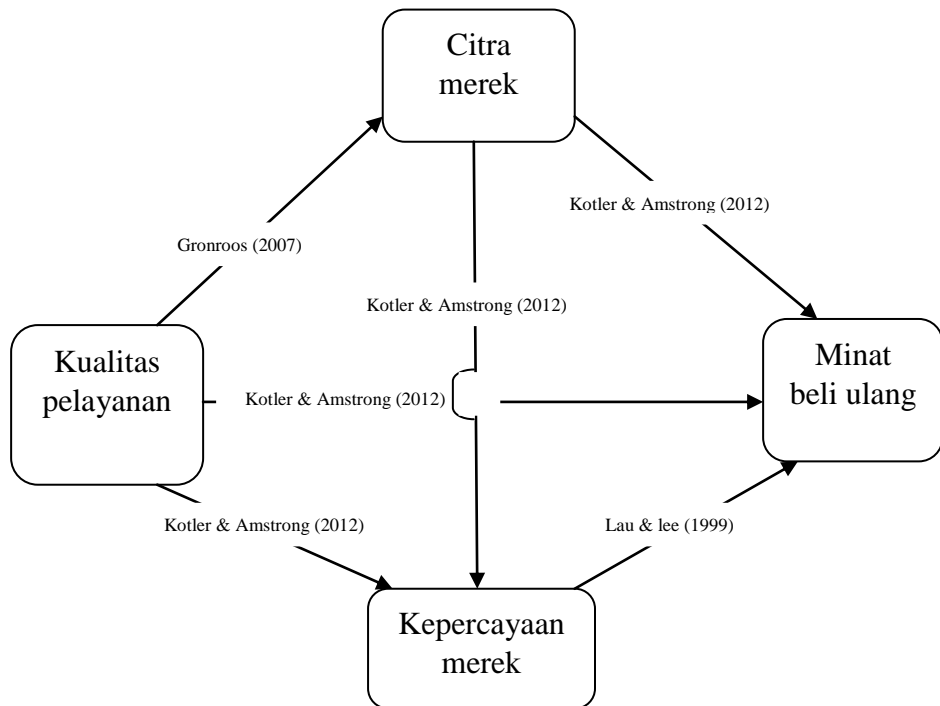 Citra
merek
Kotler & Amstrong (2012)
Gronroos (2007)
Kotler & Amstrong (2012)
Kualitas
pelayanan
Minat
beli ulang
Kotler & Amstrong (2012)
Kotler & Amstrong (2012)
Lau & lee (1999)
Kepercayaan
merek